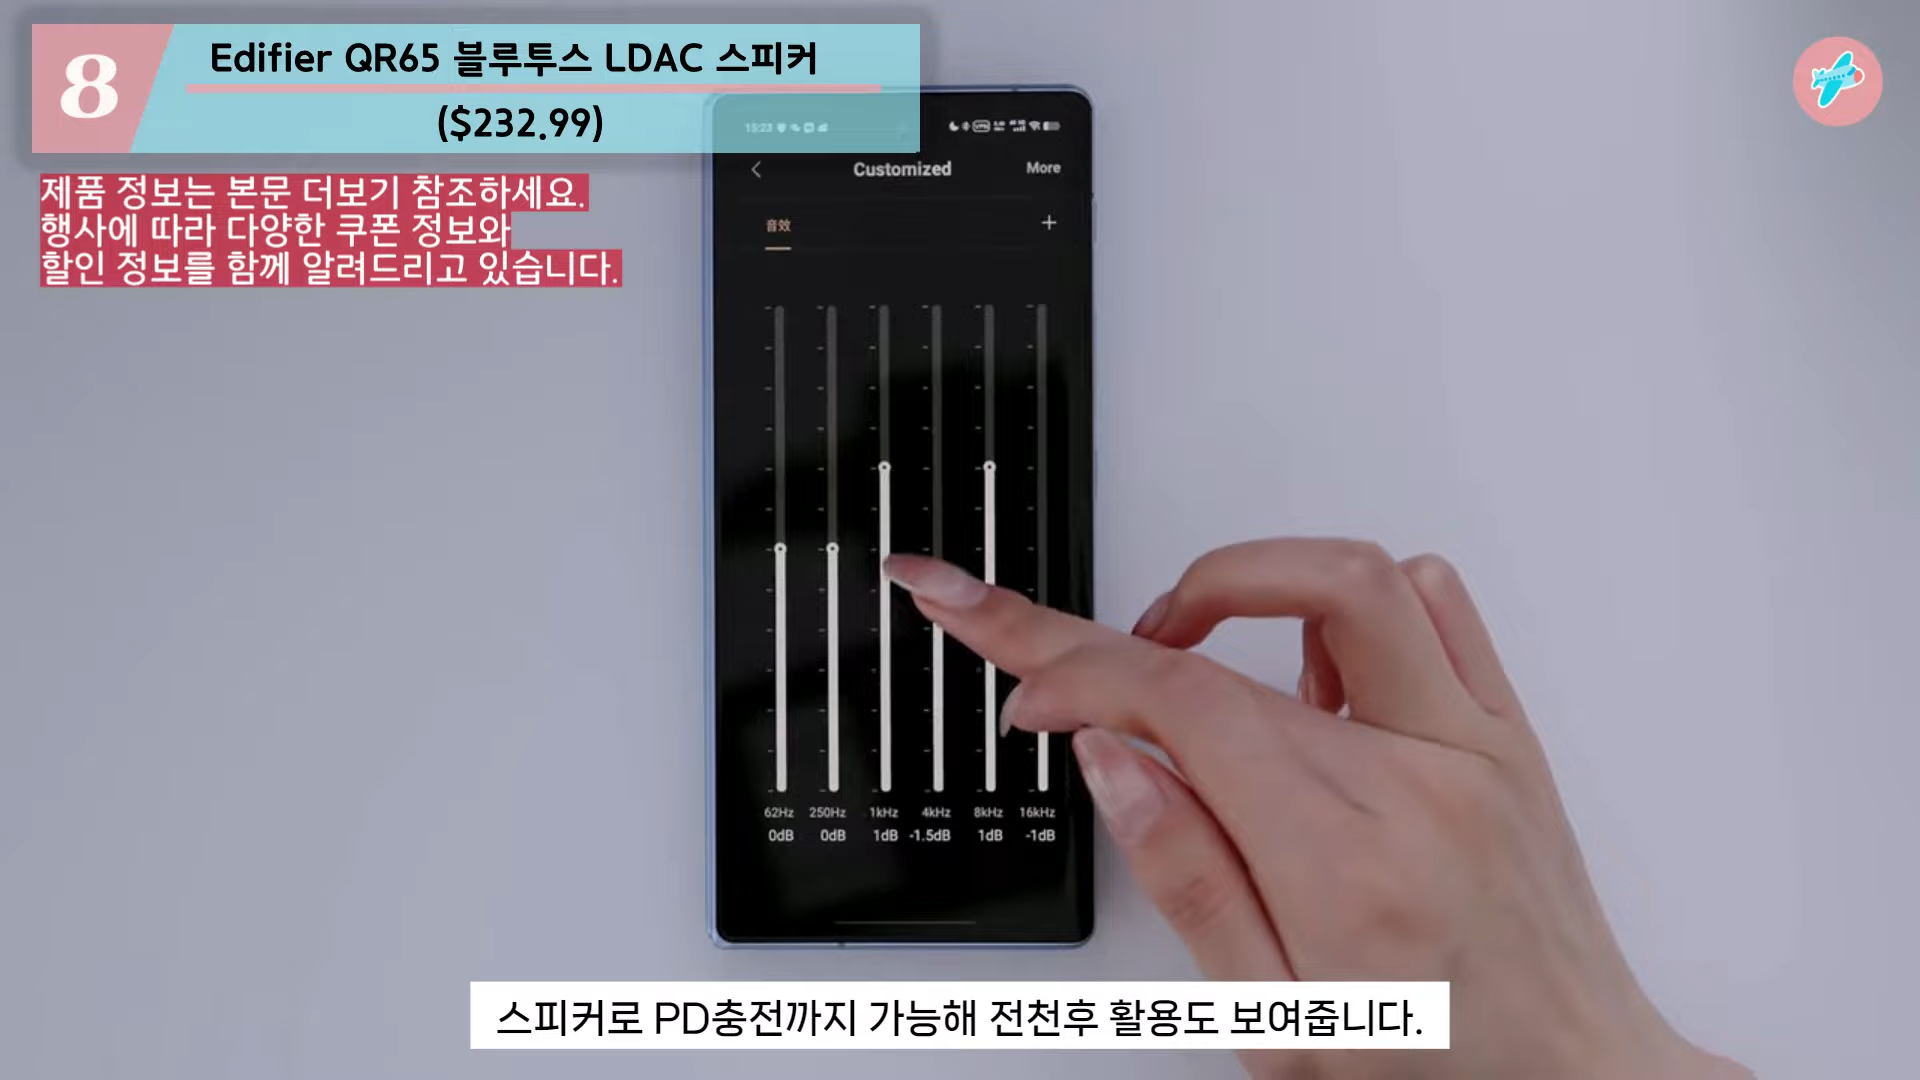 8
Edifier QR65 블루투스 LDAC 스피커
($232.99)
제품 정보는 본문 더보기 참조하세요.
행사에 따라 다양한 쿠폰 정보와
할인 정보를 함께 알려드리고 있습니다.
15:23
Customized
More
音效
+
62Hz 250Hz 1kHz 4kHz 8kHz 16kHz
0dB 0dB 1dB -1.5dB 1dB -1dB
스피커로 PD충전까지 가능해 전천후 활용도 보여줍니다.